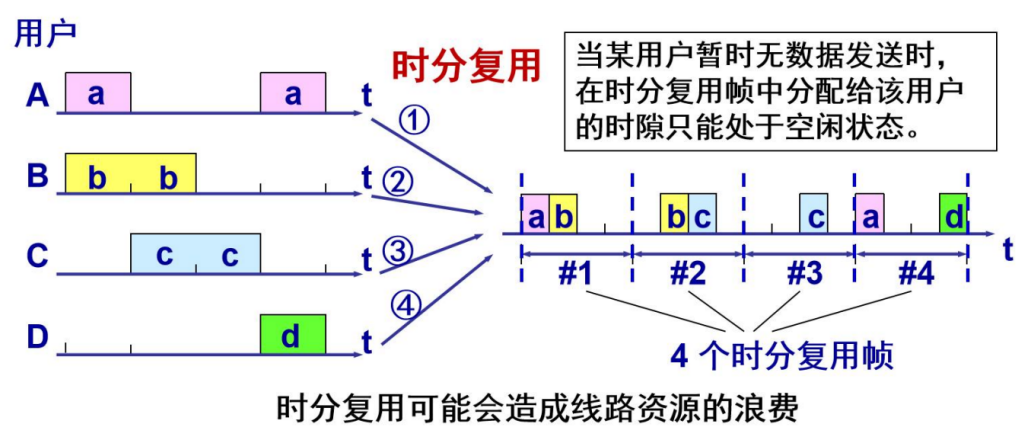 用户
时分复用
当某用户暂时无数据发送时，
在时分复用帧中分配给该用户
的时隙只能处于空闲状态。
A a a t
①
B b b t
②
a b b c c a d
t
C c c t
③
#1 #2 #3 #4
④
D d t
4 个时分复用帧
时分复用可能会造成线路资源的浪费